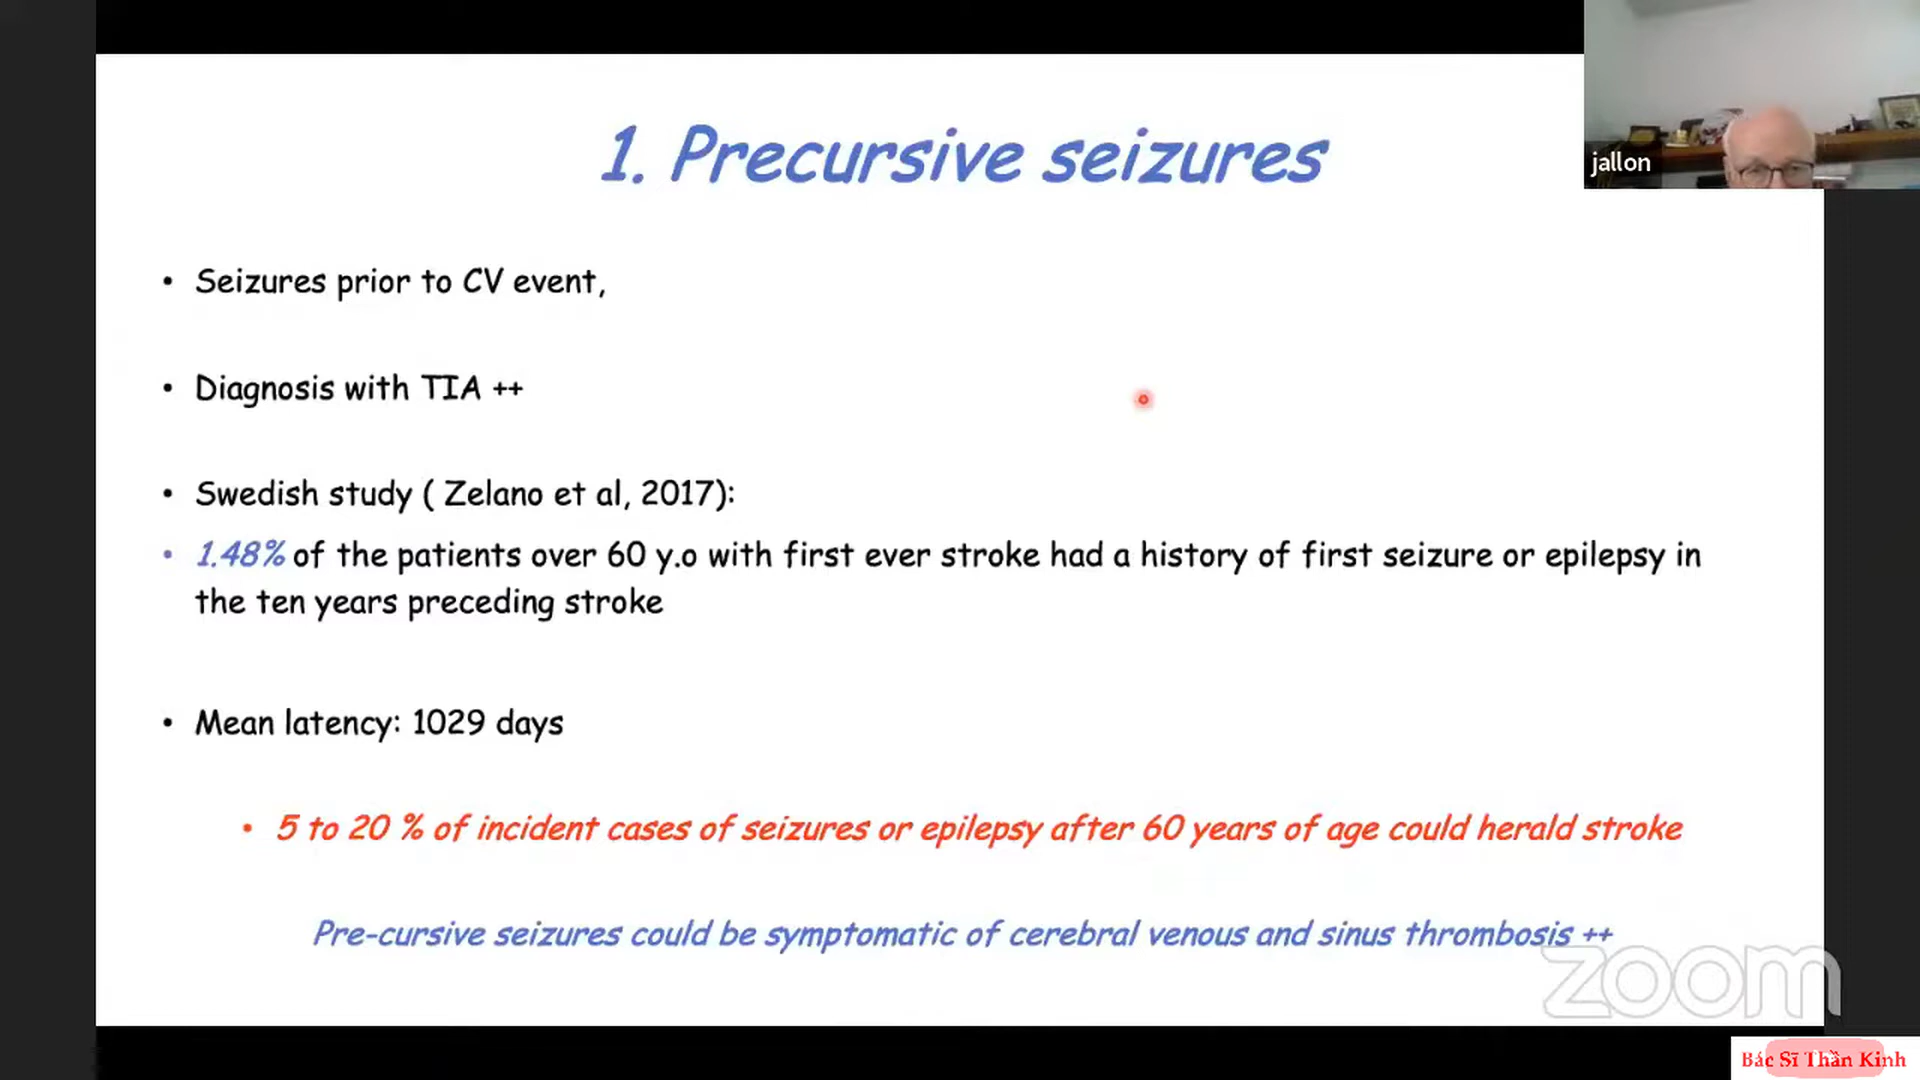 1. Precursive seizures
jallon
• Seizures prior to CV event,
• Diagnosis with TIA ++
• Swedish study ( Zelano et al, 2017):
• 1.48% of the patients over 60 y.o with first ever stroke had a history of first seizure or epilepsy in
the ten years preceding stroke
• Mean latency: 1029 days
• 5 to 20 % of incident cases of seizures or epilepsy after 60 years of age could herald stroke
Pre-cursive seizures could be symptomatic of cerebral venous and sinus thrombosis ++
zoom
Bác Sĩ Thần Kinh